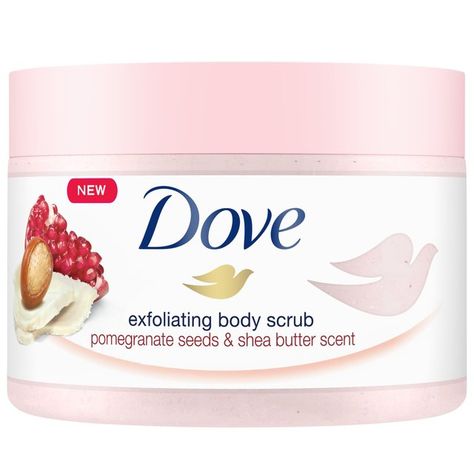 NEW
Dove
exfoliating body scrub
pomegranate seeds & shea butter scent